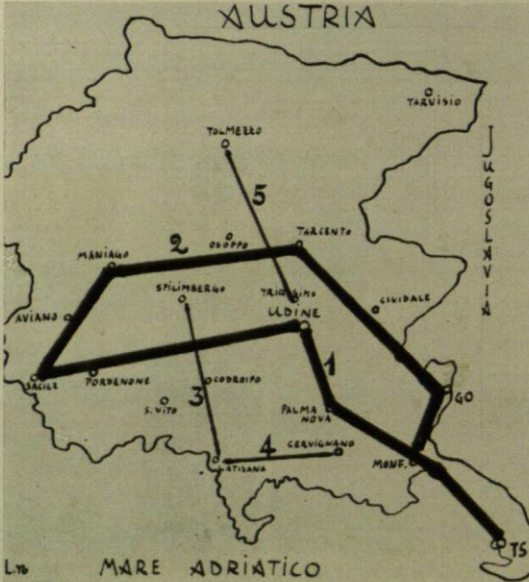 AUSTRIA
TARVISIO
TOLMEZZO
JUGOSLAVIA
5
2
OSOPPO
TARCENTO
MANIAGO
SPILIMBERGO
TRICESIMO
CIVIDALE
AVIANO
UDINE
1
SACILE
PORDENONE
CODROIPO
GO
3
S. VITO
PALMA
NOVA
4
CERVIGNANO
LATISANA
MONF.
TS
MARE ADRIATICO